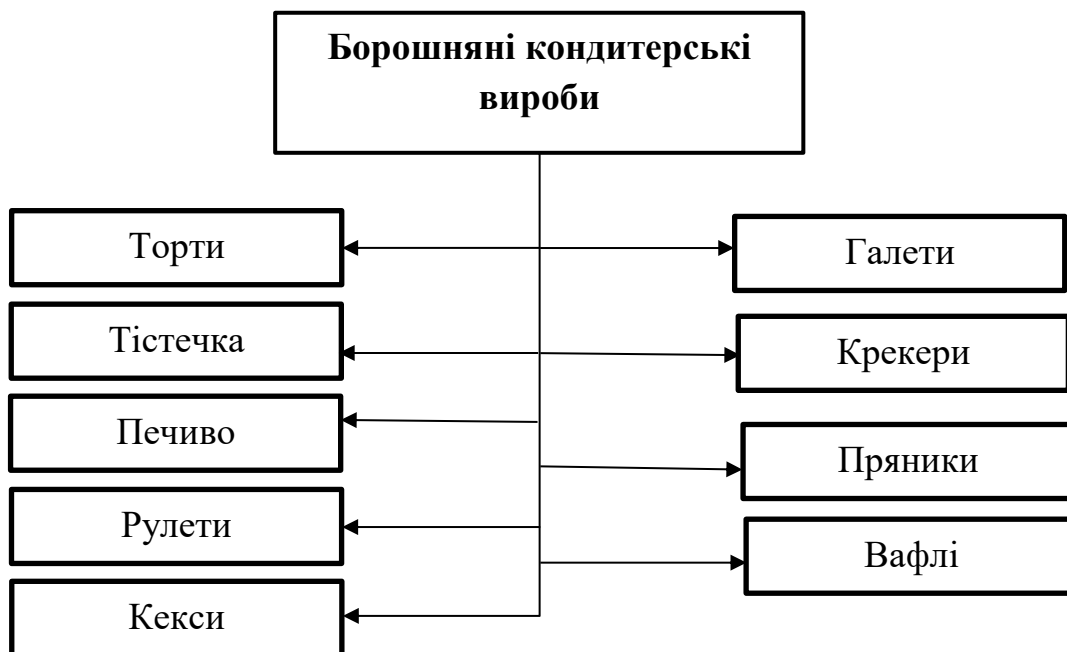 Борошняні кондитерські
вироби
Торти
Тістечка
Печиво
Рулети
Кекси
Галети
Крекери
Пряники
Вафлі